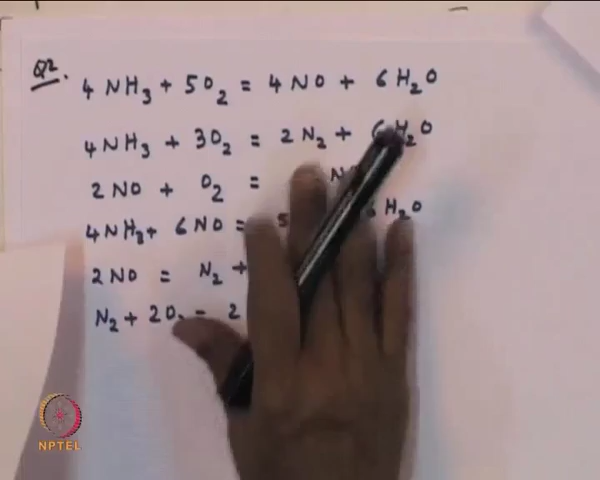 Q2.
4 NH₃ + 5O₂ = 4 NO + 6 H₂O
4 NH₃ + 3O₂ = 2 N₂ + 6 H₂O
2 NO + O₂ =
4 NH₃ + 6 NO = 5 6 H₂O
2 NO = N₂ +
N₂ + 2O₂ = 2
NPTEL